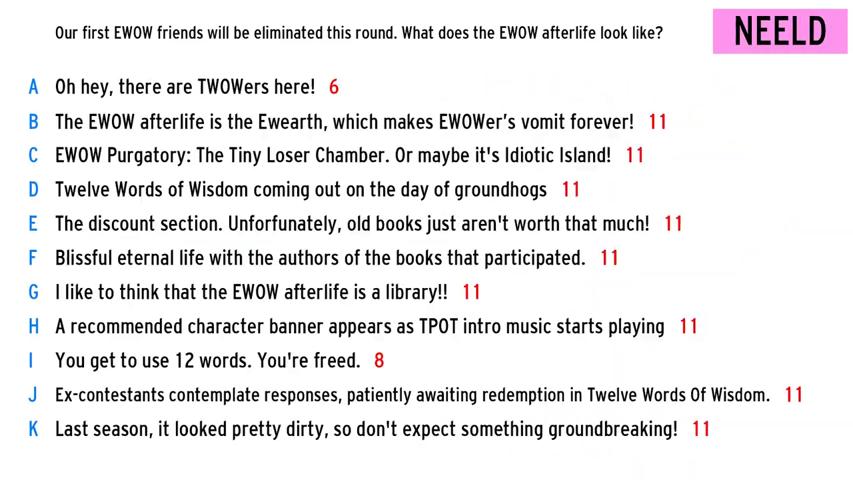 Our first EWOW friends will be eliminated this round. What does the EWOW afterlife look like?
NEELD
A Oh hey, there are TWOWers here! 6
B The EWOW afterlife is the Ewearth, which makes EWOWer's vomit forever! 11
C EWOW Purgatory: The Tiny Loser Chamber. Or maybe it's Idiotic Island! 11
D Twelve Words of Wisdom coming out on the day of groundhogs 11
E The discount section. Unfortunately, old books just aren't worth that much! 11
F Blissful eternal life with the authors of the books that participated. 11
G I like to think that the EWOW afterlife is a library!! 11
H A recommended character banner appears as TPOT intro music starts playing 11
I You get to use 12 words. You're freed. 8
J Ex-contestants contemplate responses, patiently awaiting redemption in Twelve Words Of Wisdom. 11
K Last season, it looked pretty dirty, so don't expect something groundbreaking! 11